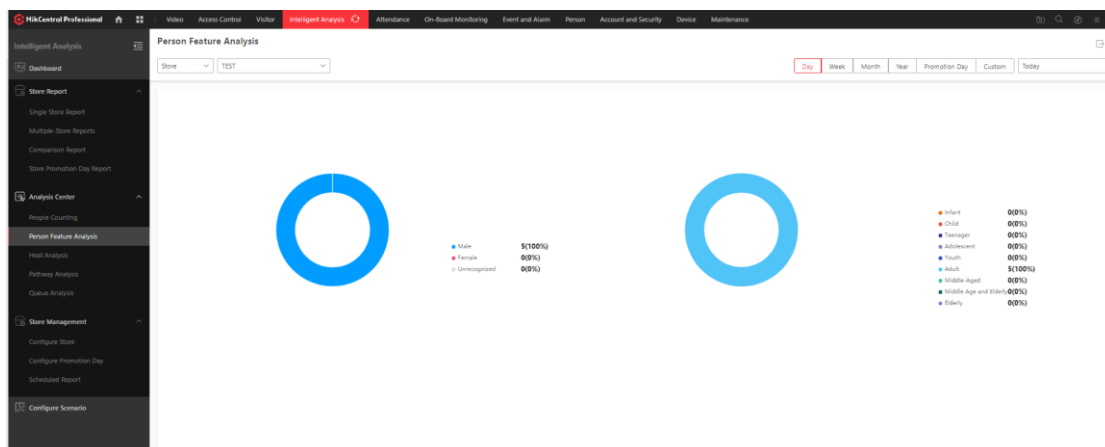 HikCentral Professional Video Access Control Visitor Intelligent Analysis Attendance On-Board Monitoring Event and Alarm Person Account and Security Device Maintenance
Intelligent Analysis
Person Feature Analysis
Store TEST Day Week Month Year Promotion Day Custom Today
Dashboard
Store Report
Single Store Report
Multiple-Store Reports
Comparison Report
Store Promotion Day Report
Analysis Center
People Counting
Person Feature Analysis
Heat Analysis
Pathway Analysis
Queue Analysis
Store Management
Configure Store
Configure Promotion Day
Scheduled Report
Configure Scenario
Male 5(100%)
Female 0(0%)
Unrecognized 0(0%)
Infant 0(0%)
Child 0(0%)
Teenager 0(0%)
Adolescent 0(0%)
Youth 0(0%)
Adult 5(100%)
Middle-Aged 0(0%)
Middle Age and Elderly 0(0%)
Elderly 0(0%)